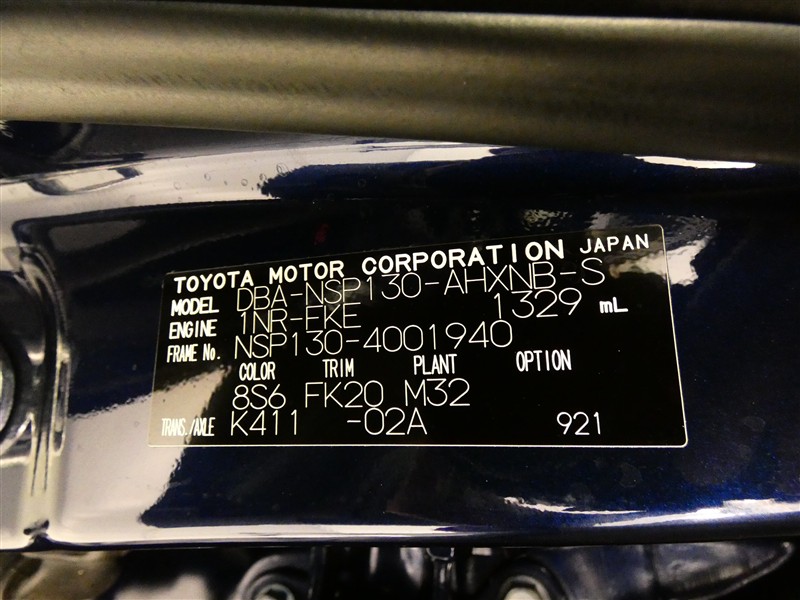 TOYOTA MOTOR CORPORATION JAPAN
MODEL DBA-NSP130-AHXNB-S
ENGINE 1NR-FKE 1329 mL
FRAME No. NSP130-4001940
COLOR TRIM PLANT OPTION
8S6 FK20 M32
TRANS./AXLE K411 -02A 921